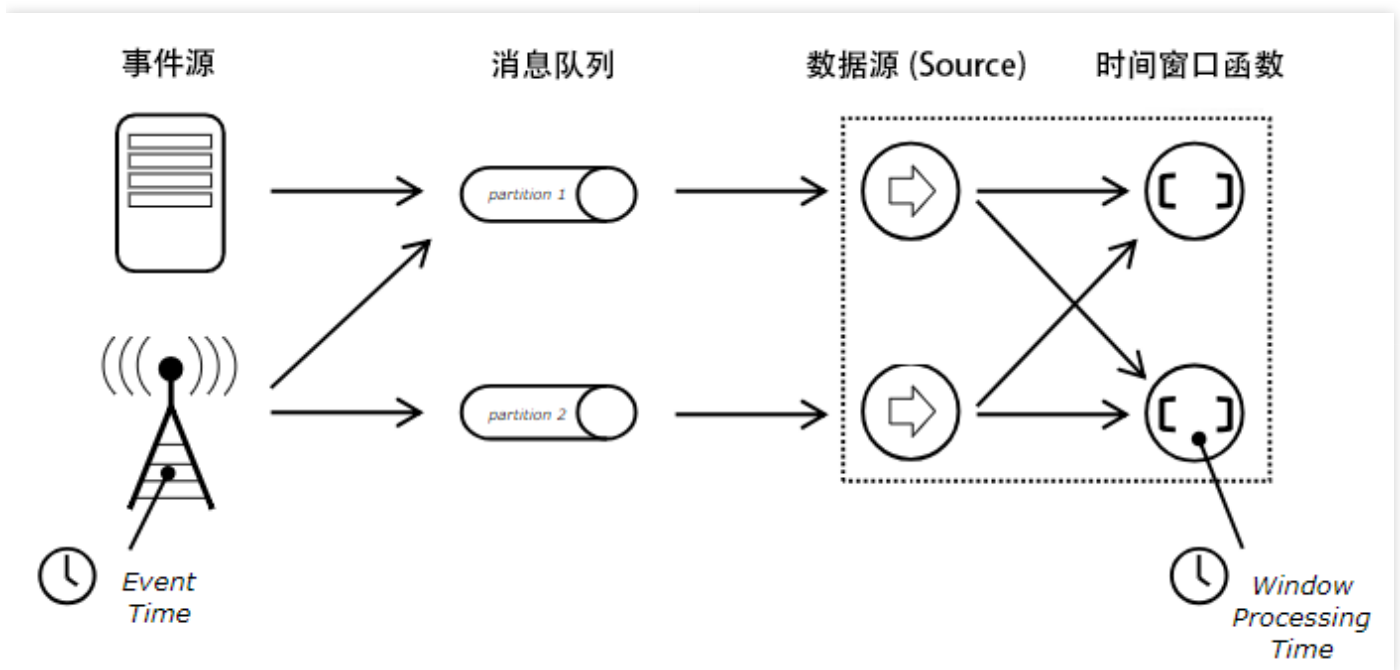 事件源
消息队列
数据源 (Source)
时间窗口函数
partition 1
partition 2
Event
Time
Window
Processing
Time